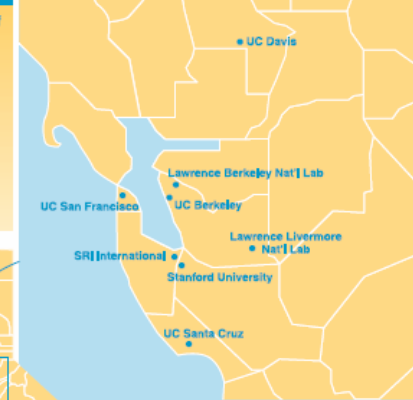 UC Davis
Lawrence Berkeley Nat'l Lab
UC San Francisco
UC Berkeley
Lawrence Livermore
Nat'l Lab
SRI International
Stanford University
UC Santa Cruz